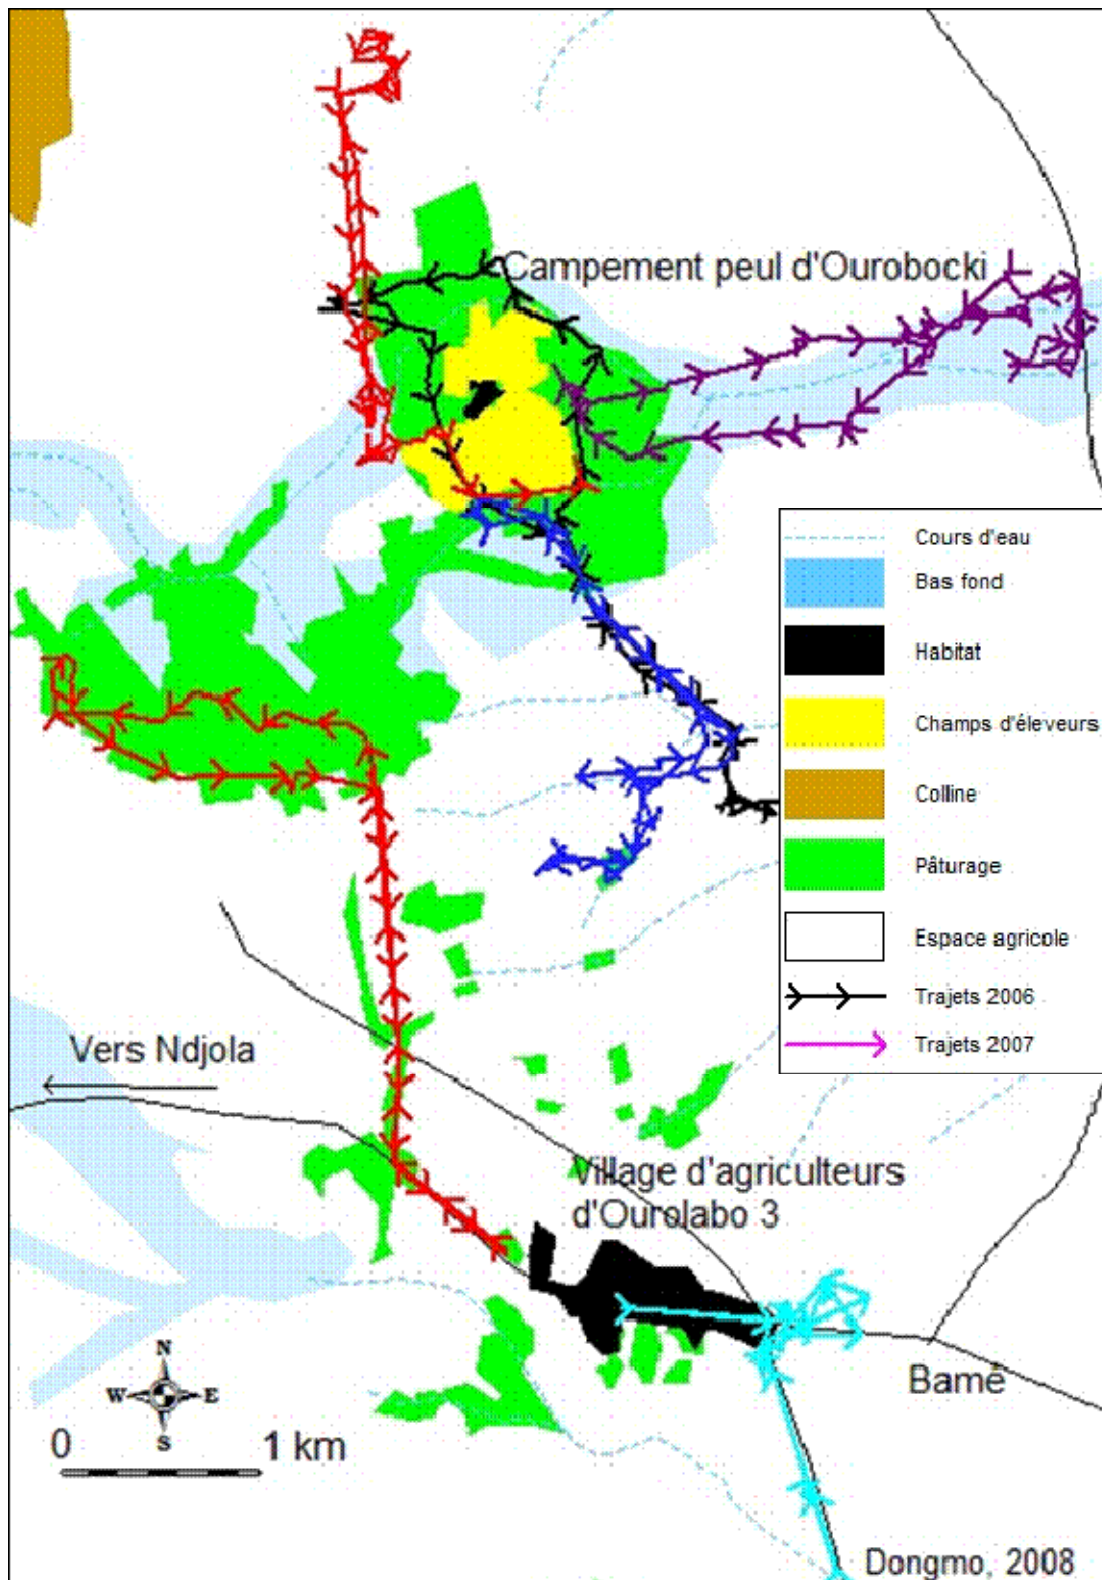 Campement peul d'Ourobocki
Cours d'eau
Bas fond
Habitat
Champs d'éleveurs
Colline
Pâturage
Espace agricole
Trajets 2006
Trajets 2007
Vers Ndjola
Village d'agriculteurs
d'Ourolabo 3
Bamé
N
W E
S
0 1 km
Dongmo, 2008